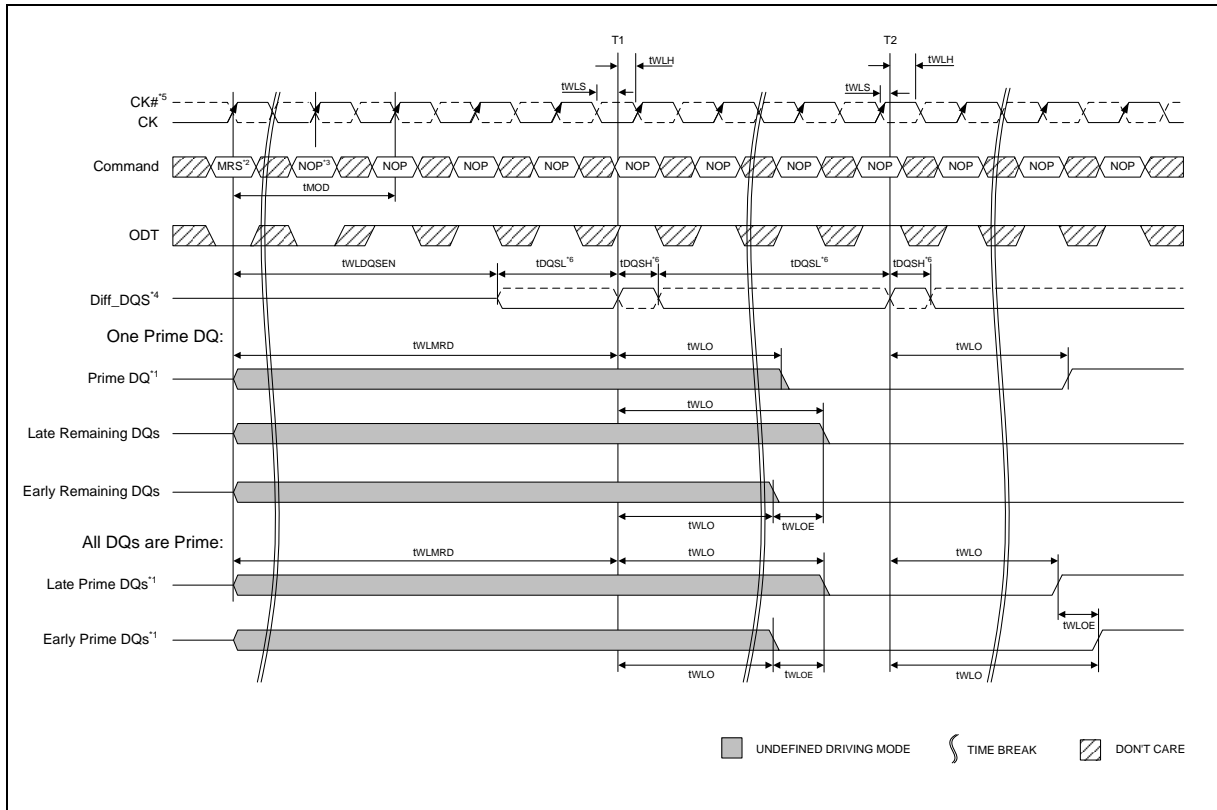 T1 T2
tWLH tWLH
tWLS tWLS
CK#*5
CK
Command MRS*2 NOP*3 NOP NOP NOP NOP NOP NOP NOP NOP NOP NOP
tMOD
ODT
tWLDQSEN tDQSL*6 tDQSH*6 tDQSL*6 tDQSH*6
Diff_DQS*4
One Prime DQ:
tWLMRD tWLO tWLO
Prime DQ*1
tWLO
Late Remaining DQs
Early Remaining DQs
tWLO tWLOE
All DQs are Prime:
tWLMRD tWLO tWLO
Late Prime DQs*1
tWLOE
Early Prime DQs*1
tWLO tWLOE tWLO
UNDEFINED DRIVING MODE TIME BREAK DON'T CARE